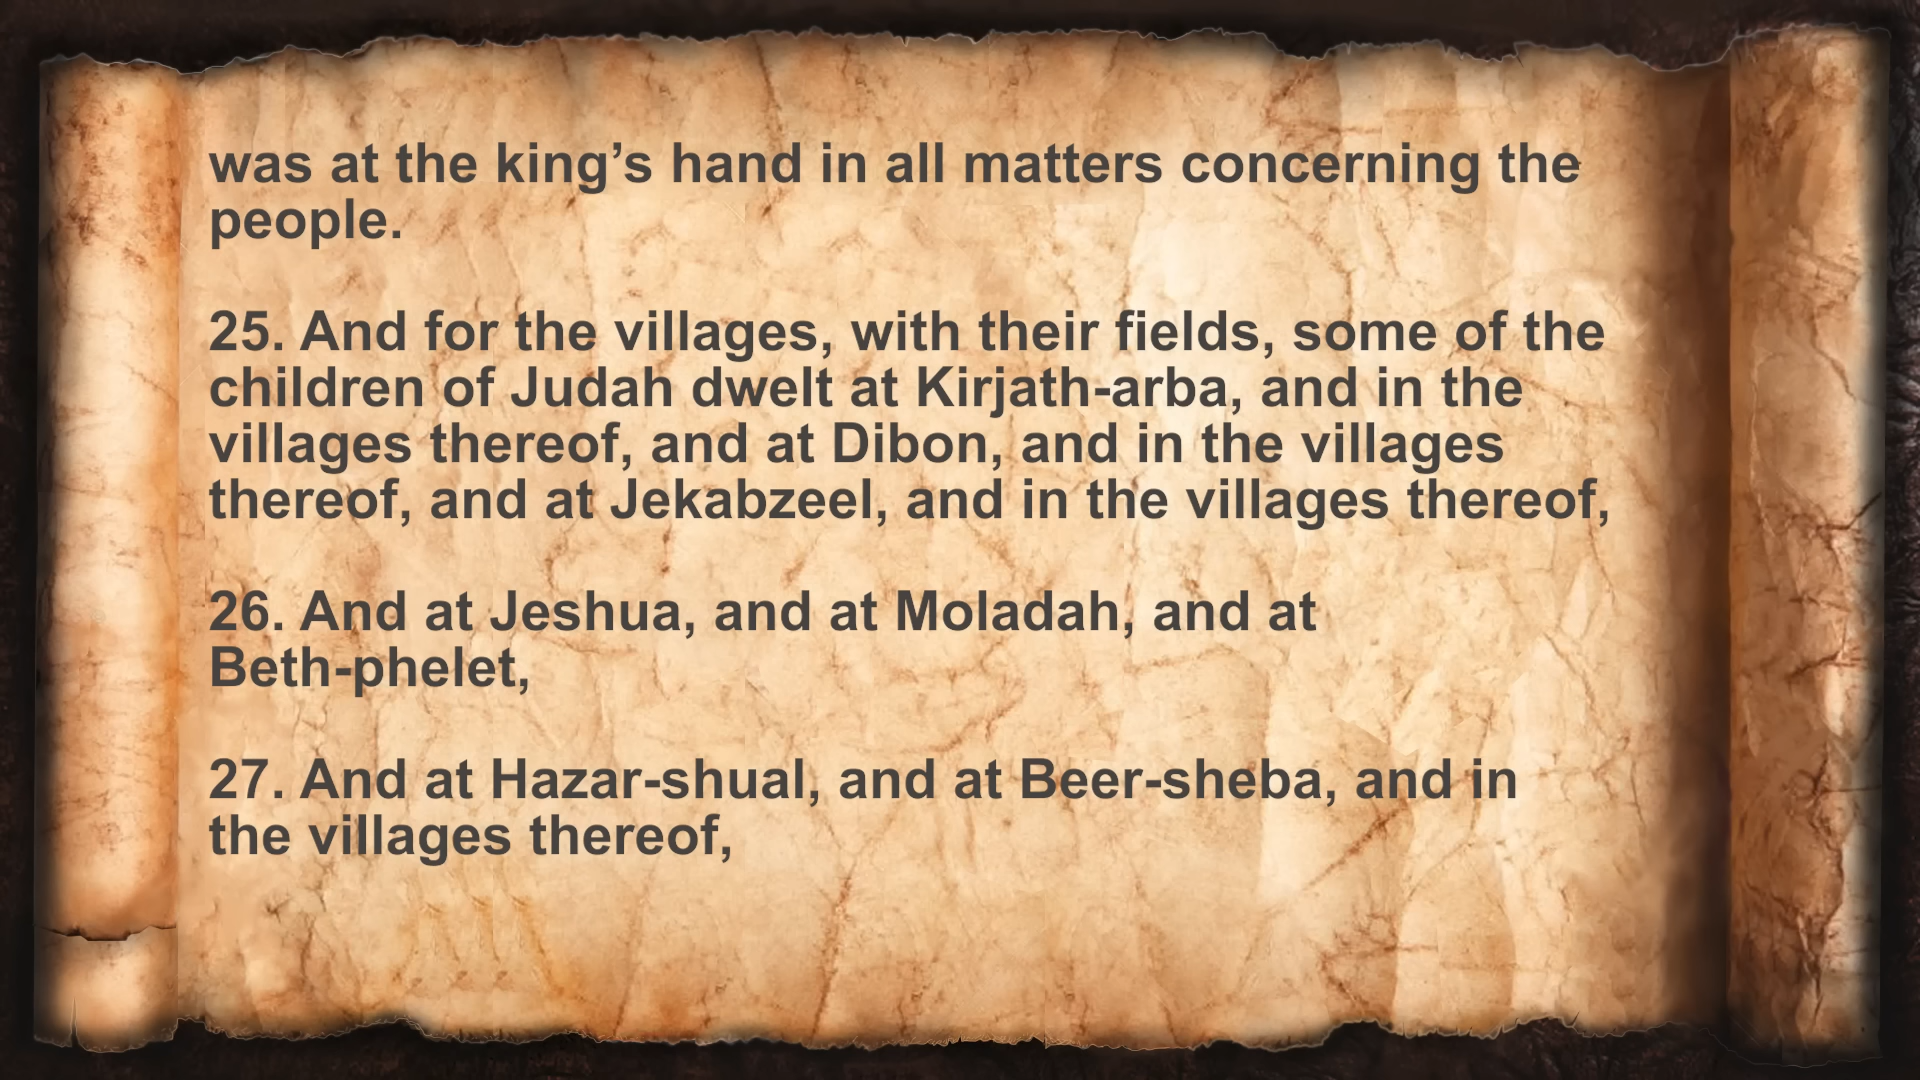 was at the king’s hand in all matters concerning the
people.
25. And for the villages, with their fields, some of the
children of Judah dwelt at Kirjath-arba, and in the
villages thereof, and at Dibon, and in the villages
thereof, and at Jekabzeel, and in the villages thereof,
26. And at Jeshua, and at Moladah, and at
Beth-phelet,
27. And at Hazar-shual, and at Beer-sheba, and in
the villages thereof,